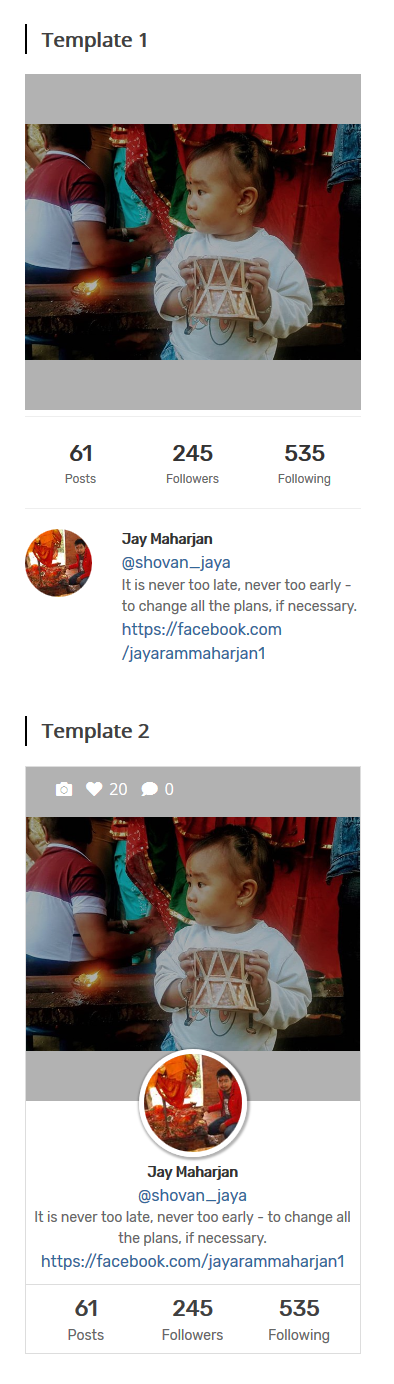 Template 1
61 245 535
Posts Followers Following
Jay Maharjan
@shovan_jaya
It is never too late, never too early -
to change all the plans, if necessary.
https://facebook.com
/jayarammaharjan1
Template 2
20 0
Jay Maharjan
@shovan_jaya
It is never too late, never too early - to change all
the plans, if necessary.
https://facebook.com/jayarammaharjan1
61 245 535
Posts Followers Following